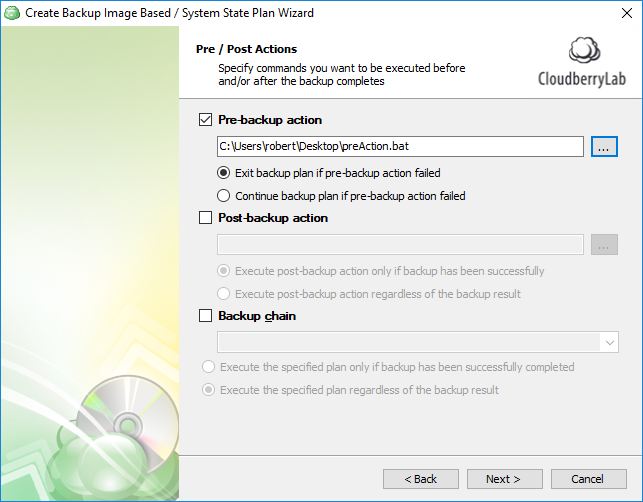 Create Backup Image Based / System State Plan Wizard
Pre / Post Actions
Specify commands you want to be executed before
and/or after the backup completes
CloudberryLab
Pre-backup action
C:\Users\robert\Desktop\preAction.bat
...
Exit backup plan if pre-backup action failed
Continue backup plan if pre-backup action failed
Post-backup action
...
Execute post-backup action only if backup has been successfully
Execute post-backup action regardless of the backup result
Backup chain
Execute the specified plan only if backup has been successfully completed
Execute the specified plan regardless of the backup result
< Back
Next >
Cancel